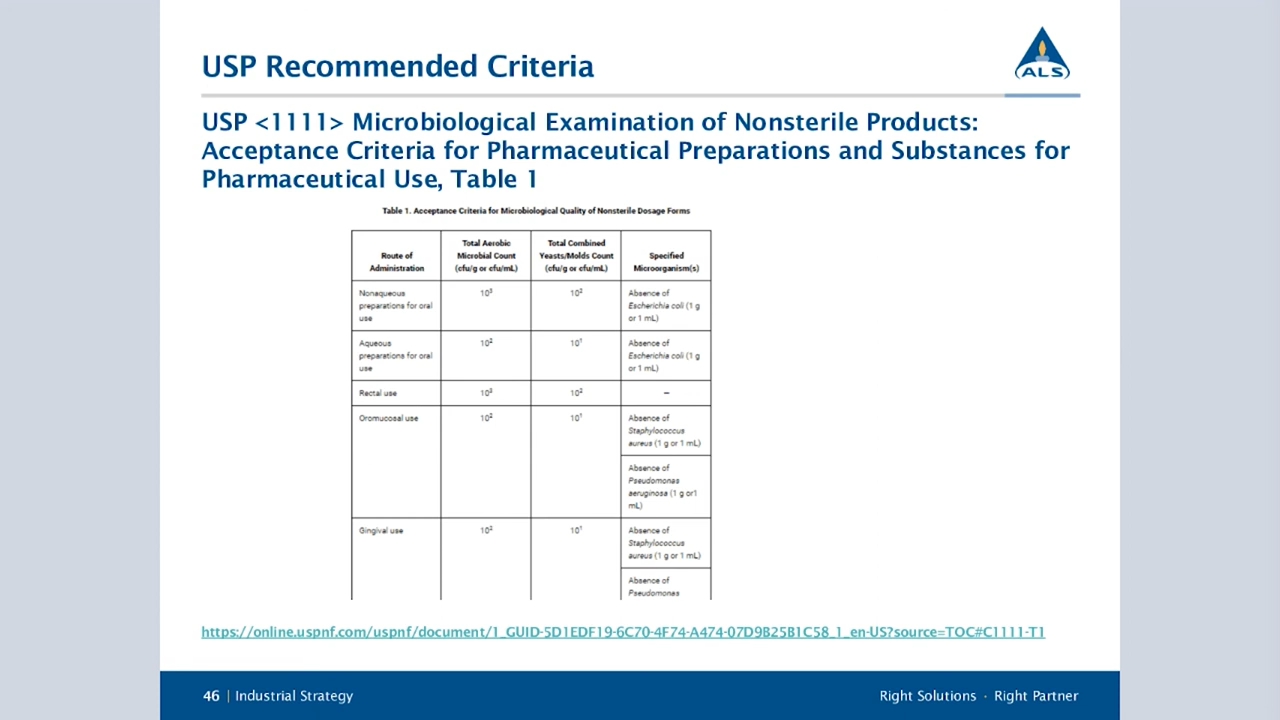 USP Recommended Criteria
ALS
USP <1111> Microbiological Examination of Nonsterile Products:
Acceptance Criteria for Pharmaceutical Preparations and Substances for
Pharmaceutical Use, Table 1
Table 1. Acceptance Criteria for Microbiological Quality of Nonsterile Dosage Forms
Route of
Administration
Total Aerobic
Microbial Count
(cfu/g or cfu/mL)
Total Combined
Yeasts/Molds Count
(cfu/g or cfu/mL)
Specified
Microorganism(s)
Nonaqueous
preparations for oral
use
10³
10²
Absence of
Escherichia coli (1 g
or 1 mL)
Aqueous
preparations for oral
use
10²
10¹
Absence of
Escherichia coli (1 g
or 1 mL)
Rectal use
10³
10²
–
Oromucosal use
10²
10¹
Absence of
Staphylococcus
aureus (1 g or 1 mL)
Absence of
Pseudomonas
aeruginosa (1 g or1
mL)
Gingival use
10²
10¹
Absence of
Staphylococcus
aureus (1 g or 1 mL)
Absence of
Pseudomonas
https://online.uspnf.com/uspnf/document/1_GUID-5D1EDF19-6C70-4F74-A474-07D9B25B1C58_1_en-US?source=TOC#C1111-T1
46 | Industrial Strategy
Right Solutions · Right Partner